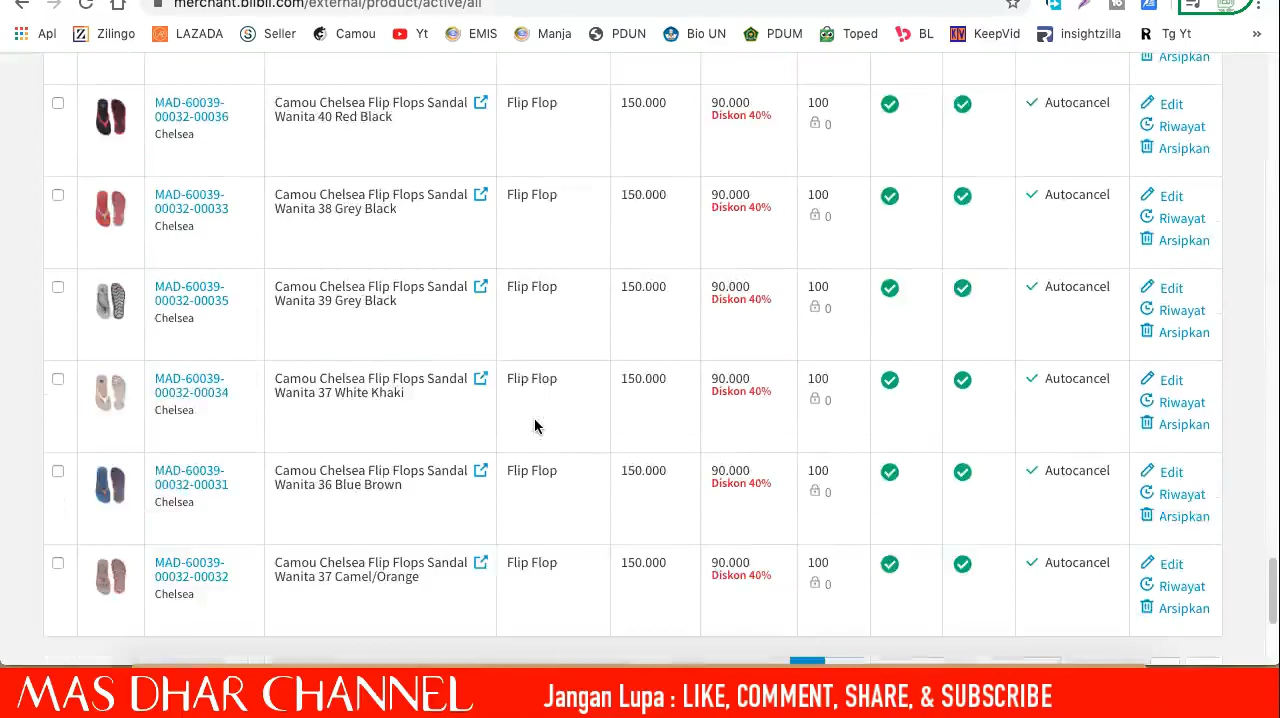 merchant.blibli.com/external/product/active/all
Apl Zilingo LAZADA Seller Camou Yt EMIS Manja PDUN Bio UN PDUM Toped BL KeepVid insightzilla Tg Yt »
Arsipkan
MAD-60039-
00032-00036
Chelsea
Camou Chelsea Flip Flops Sandal
Wanita 40 Red Black
Flip Flop
150.000
90.000
Diskon 40%
100
0
Autocancel
Edit
Riwayat
Arsipkan
MAD-60039-
00032-00033
Chelsea
Camou Chelsea Flip Flops Sandal
Wanita 38 Grey Black
Flip Flop
150.000
90.000
Diskon 40%
100
0
Autocancel
Edit
Riwayat
Arsipkan
MAD-60039-
00032-00035
Chelsea
Camou Chelsea Flip Flops Sandal
Wanita 39 Grey Black
Flip Flop
150.000
90.000
Diskon 40%
100
0
Autocancel
Edit
Riwayat
Arsipkan
MAD-60039-
00032-00034
Chelsea
Camou Chelsea Flip Flops Sandal
Wanita 37 White Khaki
Flip Flop
150.000
90.000
Diskon 40%
100
0
Autocancel
Edit
Riwayat
Arsipkan
MAD-60039-
00032-00031
Chelsea
Camou Chelsea Flip Flops Sandal
Wanita 36 Blue Brown
Flip Flop
150.000
90.000
Diskon 40%
100
0
Autocancel
Edit
Riwayat
Arsipkan
MAD-60039-
00032-00032
Chelsea
Camou Chelsea Flip Flops Sandal
Wanita 37 Camel/Orange
Flip Flop
150.000
90.000
Diskon 40%
100
0
Autocancel
Edit
Riwayat
Arsipkan
MAS DHAR CHANNEL
Jangan Lupa : LIKE, COMMENT, SHARE, & SUBSCRIBE